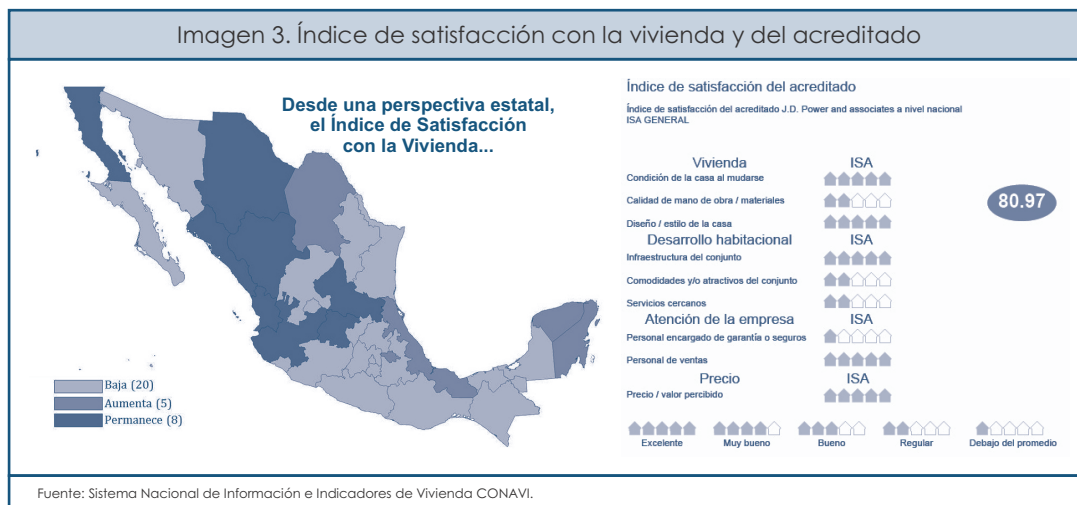 Imagen 3. Índice de satisfacción con la vivienda y del acreditado
Desde una perspectiva estatal,
el Índice de Satisfacción
con la Vivienda...
Baja (20)
Aumenta (5)
Permanece (8)
Índice de satisfacción del acreditado
Índice de satisfacción del acreditado J.D. Power and associates a nivel nacional
ISA GENERAL
Vivienda ISA
Condición de la casa al mudarse
Calidad de mano de obra / materiales
80.97
Diseño / estilo de la casa
Desarrollo habitacional ISA
Infraestructura del conjunto
Comodidades y/o atractivos del conjunto
Servicios cercanos
Atención de la empresa ISA
Personal encargado de garantía o seguros
Personal de ventas
Precio ISA
Precio / valor percibido
Excelente Muy bueno Bueno Regular Debajo del promedio
Fuente: Sistema Nacional de Información e Indicadores de Vivienda CONAVI.